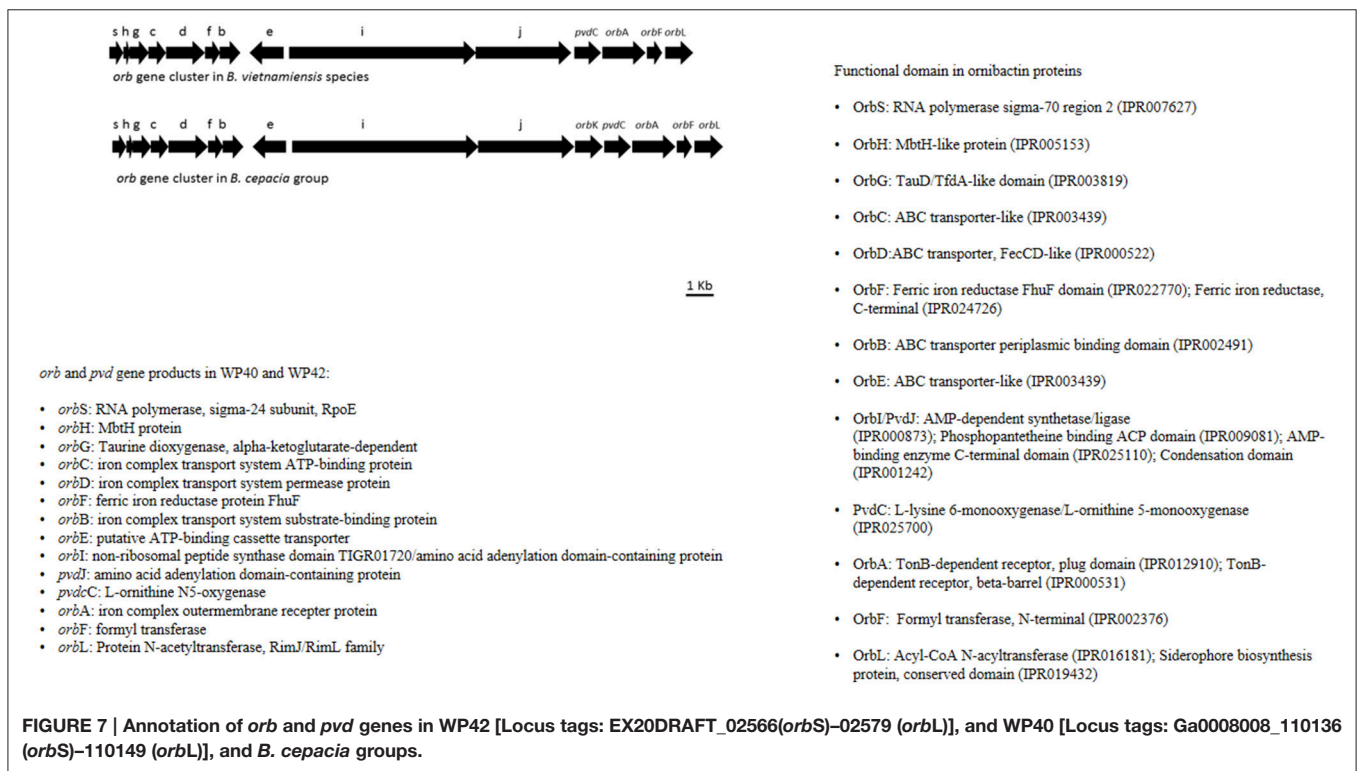 s h g c d f b e i j pvdC orbA orbF orbL
orb gene cluster in B. vietnamiensis species
s h g c d f b e i j orbK pvdC orbA orbF orbL
orb gene cluster in B. cepacia group
1 Kb
orb and pvd gene products in WP40 and WP42:
• orbS: RNA polymerase, sigma-24 subunit, RpoE
• orbH: MbtH protein
• orbG: Taurine dioxygenase, alpha-ketoglutarate-dependent
• orbC: iron complex transport system ATP-binding protein
• orbD: iron complex transport system permease protein
• orbF: ferric iron reductase protein FhuF
• orbB: iron complex transport system substrate-binding protein
• orbE: putative ATP-binding cassette transporter
• orbI: non-ribosomal peptide synthase domain TIGR01720/amino acid adenylation domain-containing protein
• pvdJ: amino acid adenylation domain-containing protein
• pvdcC: L-ornithine N5-oxygenase
• orbA: iron complex outermembrane recepter protein
• orbF: formyl transferase
• orbL: Protein N-acetyltransferase, RimJ/RimL family
Functional domain in ornibactin proteins
• OrbS: RNA polymerase sigma-70 region 2 (IPR007627)
• OrbH: MbtH-like protein (IPR005153)
• OrbG: TauD/TfdA-like domain (IPR003819)
• OrbC: ABC transporter-like (IPR003439)
• OrbD:ABC transporter, FecCD-like (IPR000522)
• OrbF: Ferric iron reductase FhuF domain (IPR022770); Ferric iron reductase,
C-terminal (IPR024726)
• OrbB: ABC transporter periplasmic binding domain (IPR002491)
• OrbE: ABC transporter-like (IPR003439)
• OrbI/PvdJ: AMP-dependent synthetase/ligase
(IPR000873); Phosphopantetheine binding ACP domain (IPR009081); AMP-
binding enzyme C-terminal domain (IPR025110); Condensation domain
(IPR001242)
• PvdC: L-lysine 6-monooxygenase/L-ornithine 5-monooxygenase
(IPR025700)
• OrbA: TonB-dependent receptor, plug domain (IPR012910); TonB-
dependent receptor, beta-barrel (IPR000531)
• OrbF: Formyl transferase, N-terminal (IPR002376)
• OrbL: Acyl-CoA N-acyltransferase (IPR016181); Siderophore biosynthesis
protein, conserved domain (IPR019432)
FIGURE 7 | Annotation of orb and pvd genes in WP42 [Locus tags: EX20DRAFT_02566(orbS)–02579 (orbL)], and WP40 [Locus tags: Ga0008008_110136
(orbS)–110149 (orbL)], and B. cepacia groups.